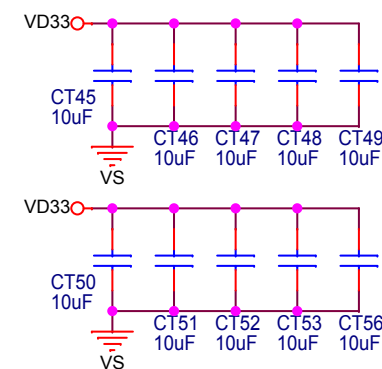 VD33
CT45
10uF
CT46 CT47 CT48 CT49
10uF 10uF 10uF 10uF
VS
VD33
CT50
10uF
CT51 CT52 CT53 CT56
10uF 10uF 10uF 10uF
VS